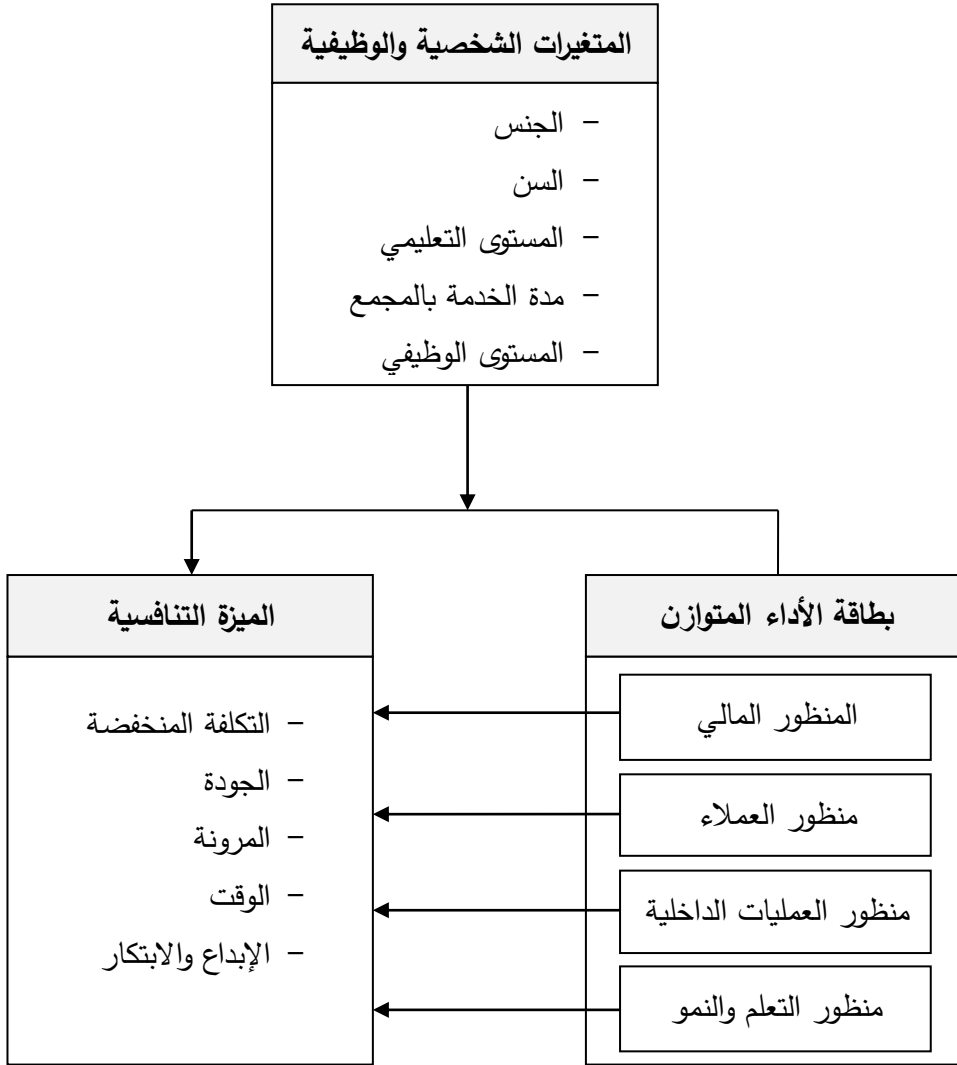 المتغيرات الشخصية والوظيفية
– الجنس
– السن
– المستوى التعليمي
– مدة الخدمة بالمجمع
– المستوى الوظيفي
بطاقة الأداء المتوازن
المنظور المالي
منظور العملاء
منظور العمليات الداخلية
منظور التعلم والنمو
الميزة التنافسية
– التكلفة المنخفضة
– الجودة
– المرونة
– الوقت
– الإبداع والابتكار